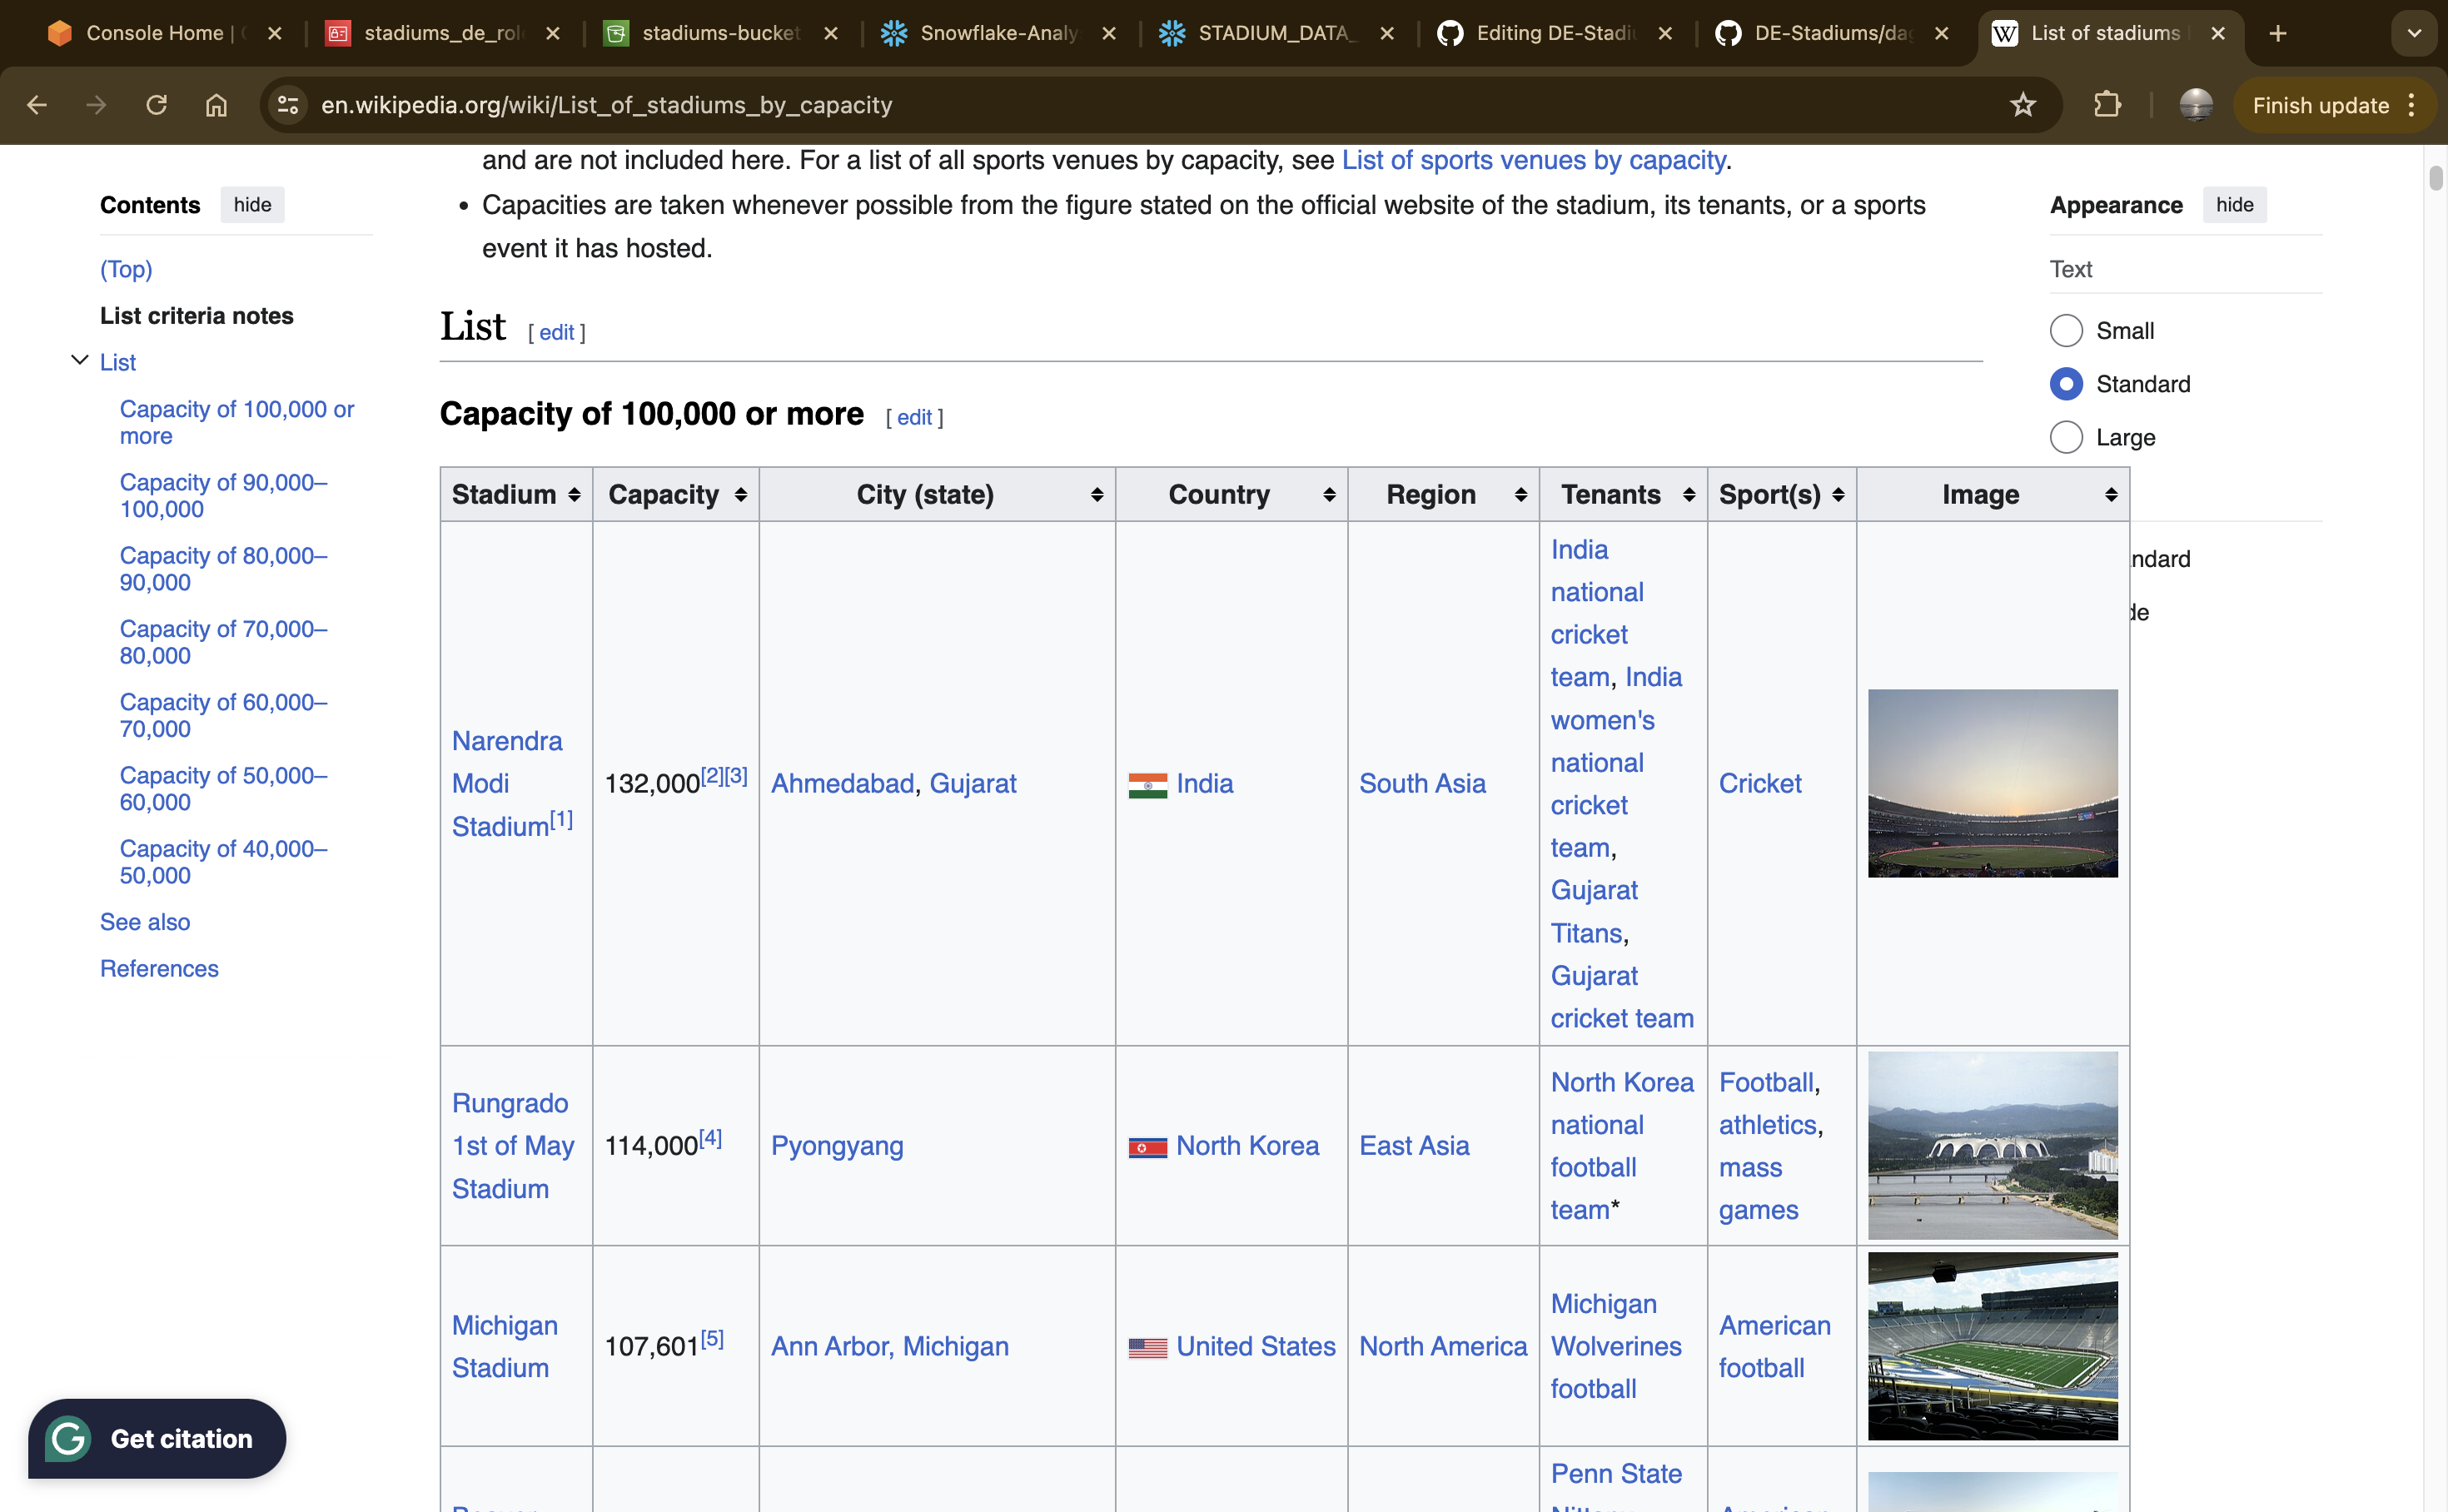 Console Home | 
stadiums_de_rol
stadiums-bucket
Snowflake-Analy
STADIUM_DATA_
Editing DE-Stadi
DE-Stadiums/da
List of stadiums
en.wikipedia.org/wiki/List_of_stadiums_by_capacity
Finish update
and are not included here. For a list of all sports venues by capacity, see List of sports venues by capacity.
• Capacities are taken whenever possible from the figure stated on the official website of the stadium, its tenants, or a sports
event it has hosted.
Contents hide
(Top)
List criteria notes
List
Capacity of 100,000 or
more
Capacity of 90,000–
100,000
Capacity of 80,000–
90,000
Capacity of 70,000–
80,000
Capacity of 60,000–
70,000
Capacity of 50,000–
60,000
Capacity of 40,000–
50,000
See also
References
List [ edit ]
Capacity of 100,000 or more [ edit ]
Stadium Capacity City (state) Country Region Tenants Sport(s) Image
Narendra
Modi
Stadium[1]
132,000[2][3]
Ahmedabad, Gujarat
India
South Asia
India
national
cricket
team, India
women's
national
cricket
team,
Gujarat
Titans,
Gujarat
cricket team
Cricket
Rungrado
1st of May
Stadium
114,000[4]
Pyongyang
North Korea
East Asia
North Korea
national
football
team*
Football,
athletics,
mass
games
Michigan
Stadium
107,601[5]
Ann Arbor, Michigan
United States
North America
Michigan
Wolverines
football
American
football
Penn State
Appearance hide
Text
Small
Standard
Large
ndard
de
G Get citation